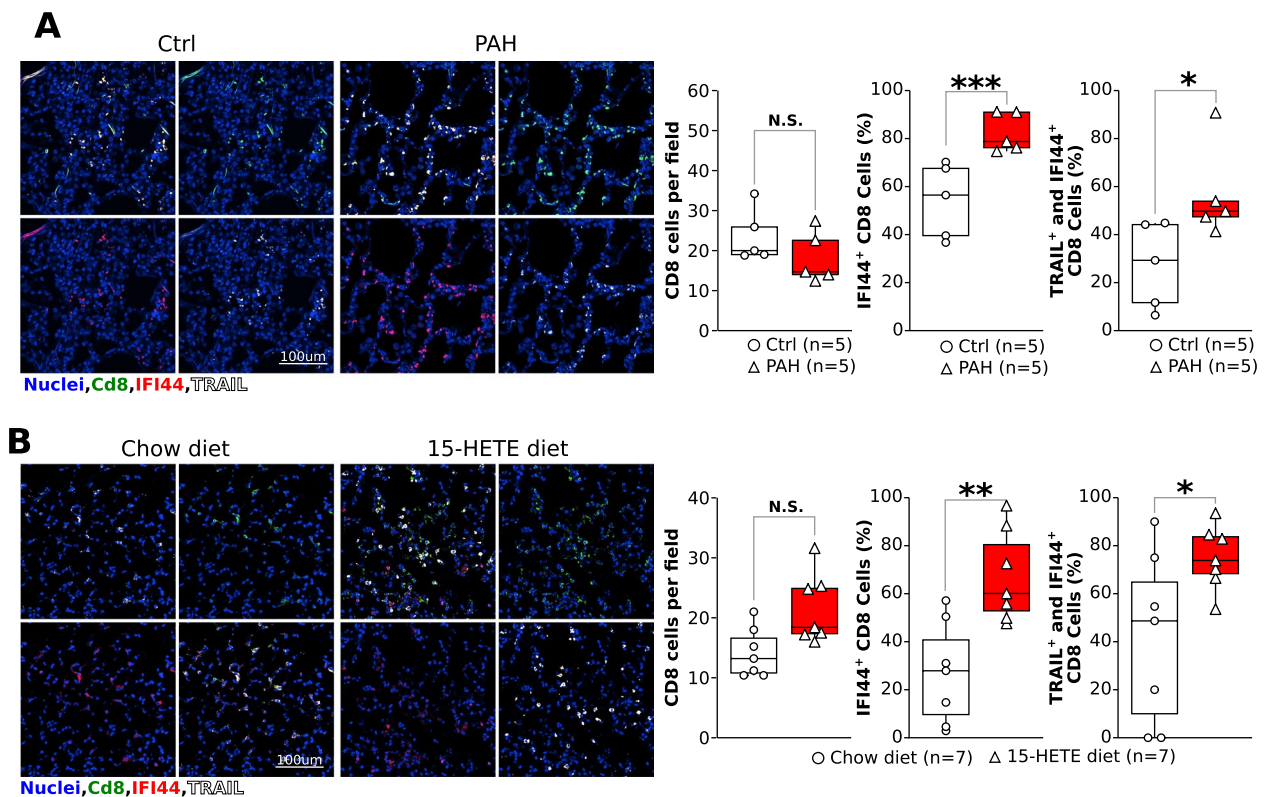 A
Ctrl
PAH
100um
Nuclei,Cd8,IFI44,TRAIL
CD8 cells per field
60
50
40
30
20
10
0
N.S.
○ Ctrl (n=5)
△ PAH (n=5)
IFI44+ CD8 Cells (%)
100
80
60
40
20
0
***
○ Ctrl (n=5)
△ PAH (n=5)
TRAIL+ and IFI44+
CD8 Cells (%)
100
80
60
40
20
0
*
○ Ctrl (n=5)
△ PAH (n=5)
B
Chow diet
15-HETE diet
100um
Nuclei,Cd8,IFI44,TRAIL
CD8 cells per field
40
30
20
10
0
N.S.
IFI44+ CD8 Cells (%)
100
80
60
40
20
0
**
TRAIL+ and IFI44+
CD8 Cells (%)
100
80
60
40
20
0
*
○ Chow diet (n=7) △ 15-HETE diet (n=7)